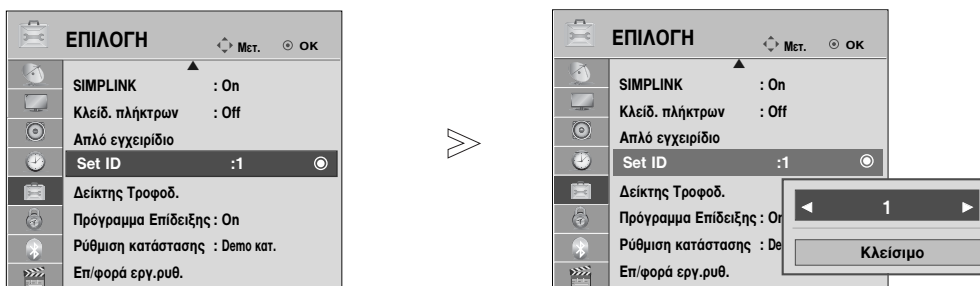 ΕΠΙΛΟΓΗ Μετ. OK
SIMPLINK : On
Κλείδ. πλήκτρων : Off
Απλό εγχειρίδιο
Set ID :1
Δείκτης Τροφοδ.
Πρόγραμμα Επίδειξης : On
Ρύθμιση κατάστασης : Demo κατ.
Επ/φορά εργ.ρυθ.
ΕΠΙΛΟΓΗ Μετ. OK
SIMPLINK : On
Κλείδ. πλήκτρων : Off
Απλό εγχειρίδιο
Set ID :1
Δείκτης Τροφοδ.
Πρόγραμμα Επίδειξης : On
Ρύθμιση κατάστασης : De
Επ/φορά εργ.ρυθ.
1
Κλείσιμο